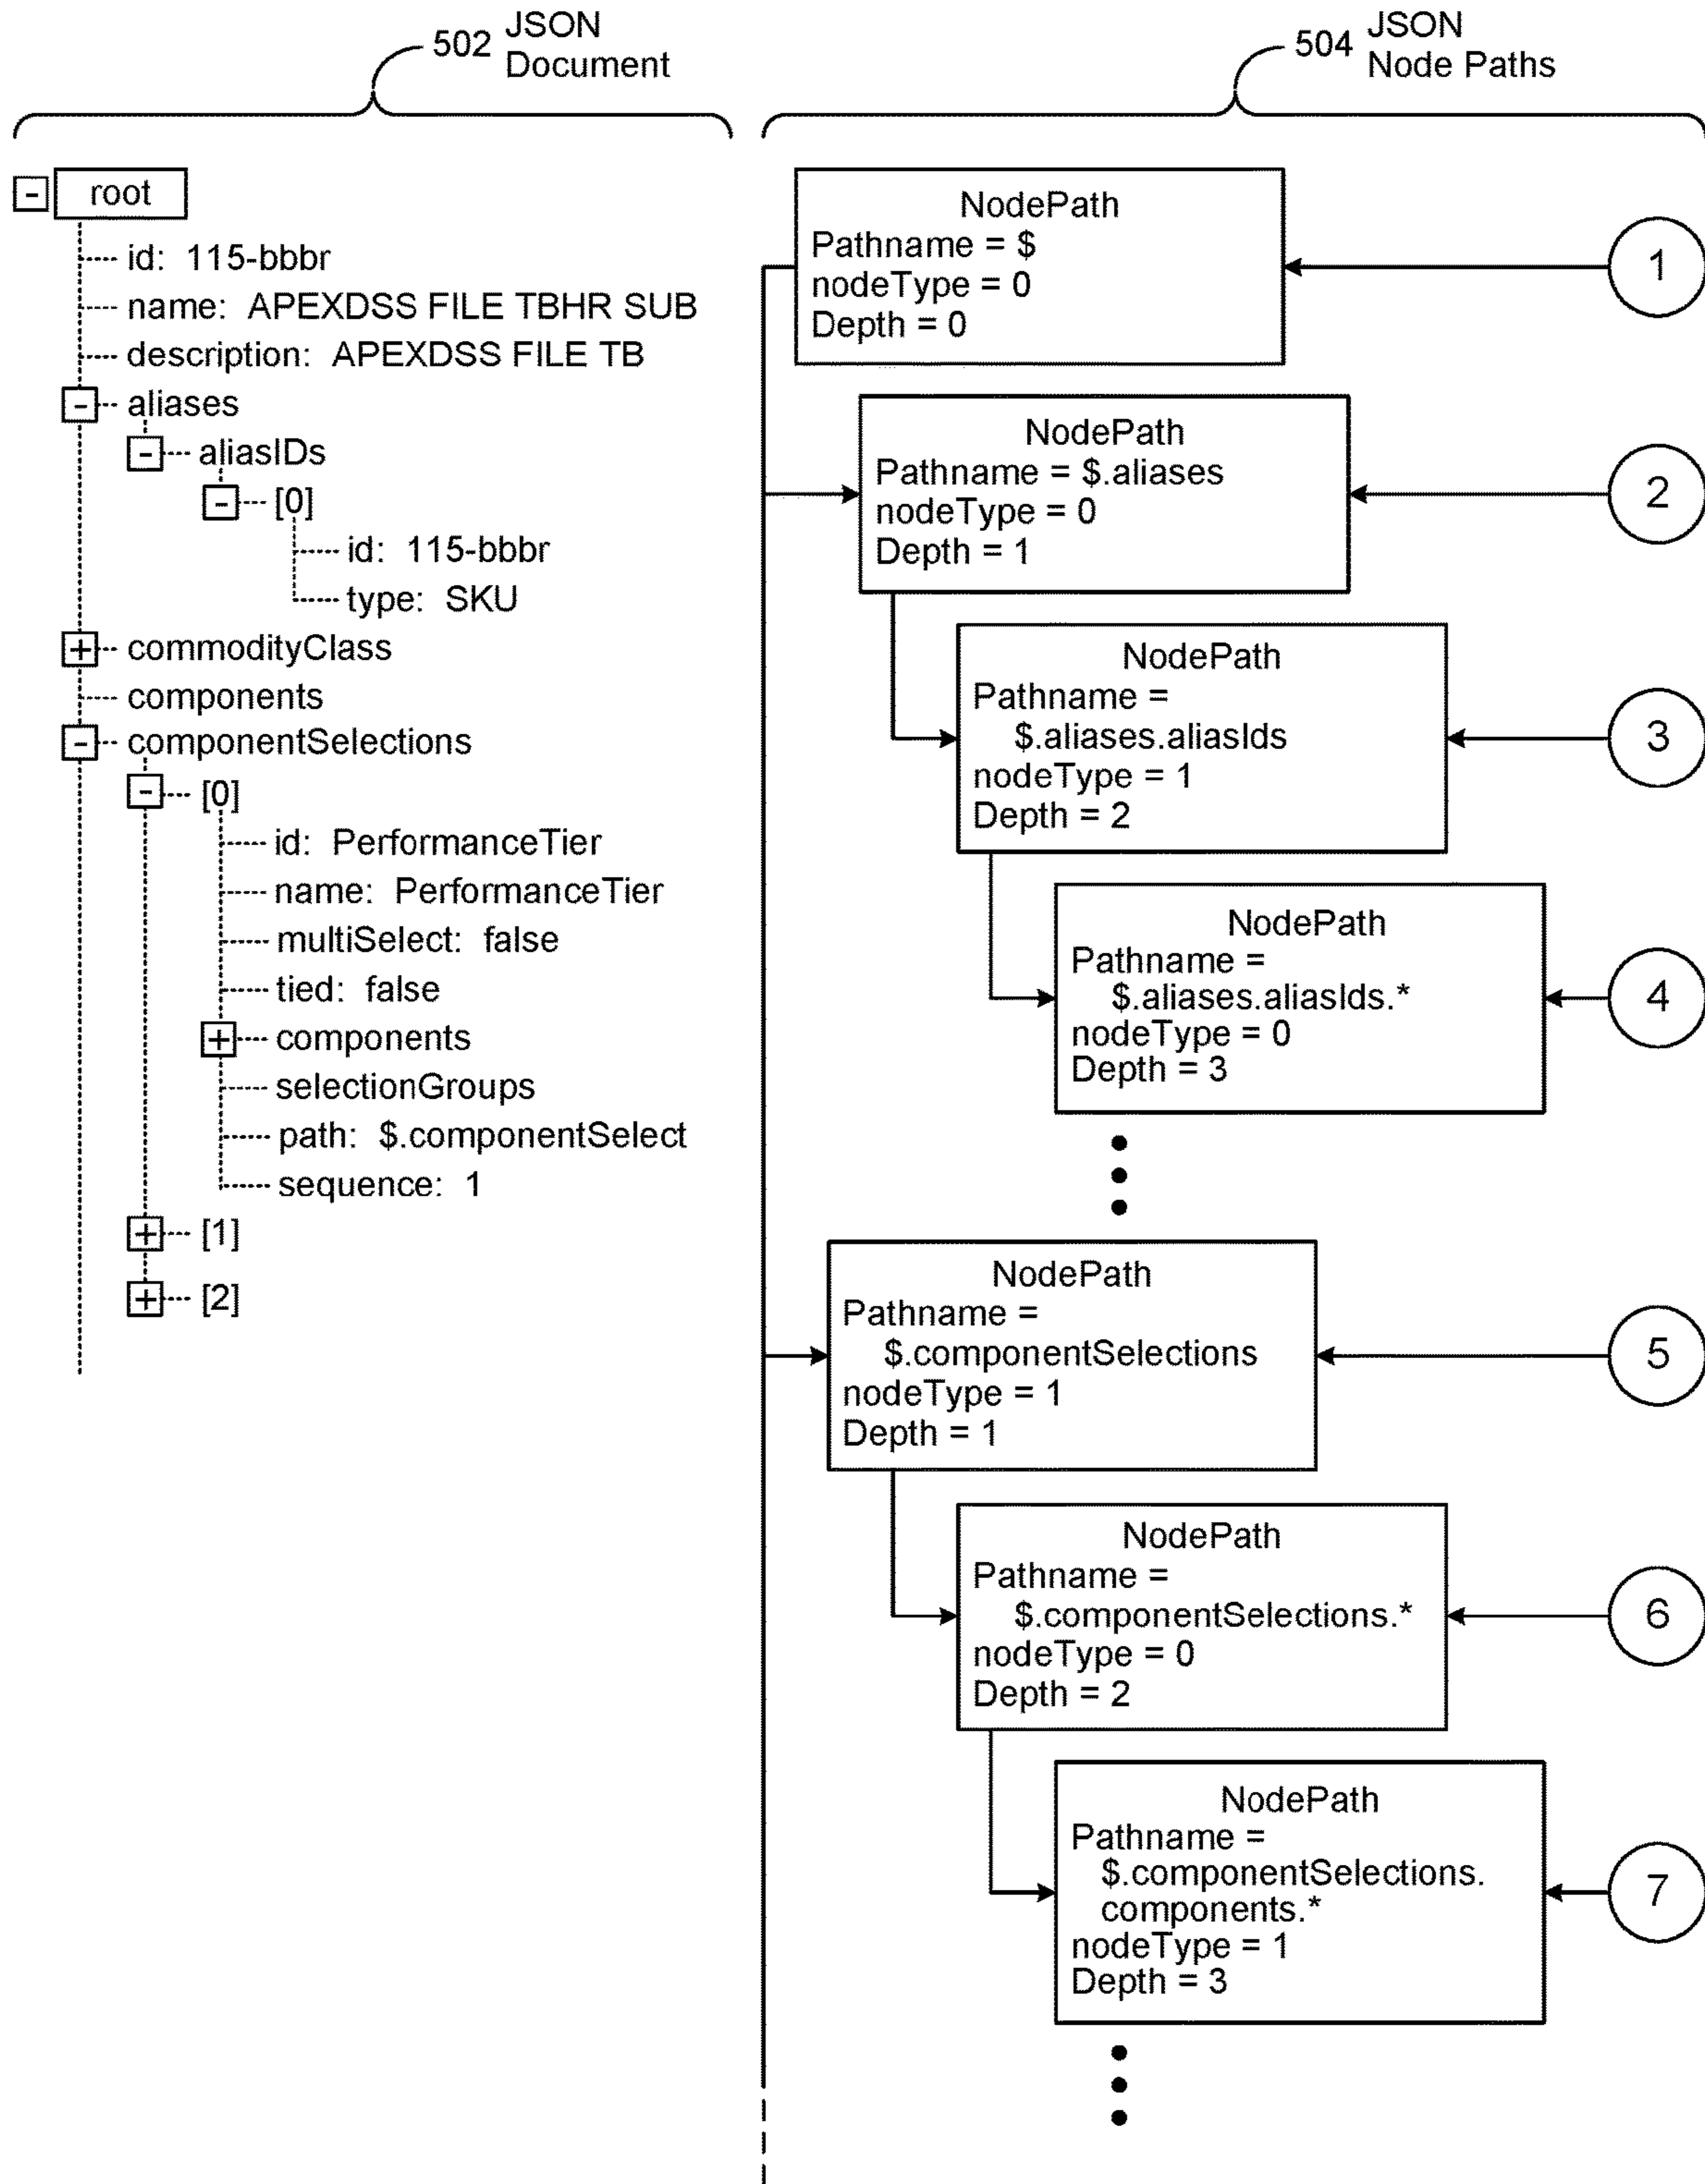 502 JSON
Document
504 JSON
Node Paths
- root
id: 115-bbbr
name: APEXDSS FILE TBHR SUB
description: APEXDSS FILE TB
- aliases
- aliasIDs
- [0]
id: 115-bbbr
type: SKU
+ commodityClass
components
- componentSelections
- [0]
id: PerformanceTier
name: PerformanceTier
multiSelect: false
tied: false
+ components
selectionGroups
path: $.componentSelect
sequence: 1
+ [1]
+ [2]
NodePath
Pathname = $
nodeType = 0
Depth = 0
1
NodePath
Pathname = $.aliases
nodeType = 0
Depth = 1
2
NodePath
Pathname =
$.aliases.aliasIds
nodeType = 1
Depth = 2
3
NodePath
Pathname =
$.aliases.aliasIds.*
nodeType = 0
Depth = 3
4
NodePath
Pathname =
$.componentSelections
nodeType = 1
Depth = 1
5
NodePath
Pathname =
$.componentSelections.*
nodeType = 0
Depth = 2
6
NodePath
Pathname =
$.componentSelections.
components.*
nodeType = 1
Depth = 3
7